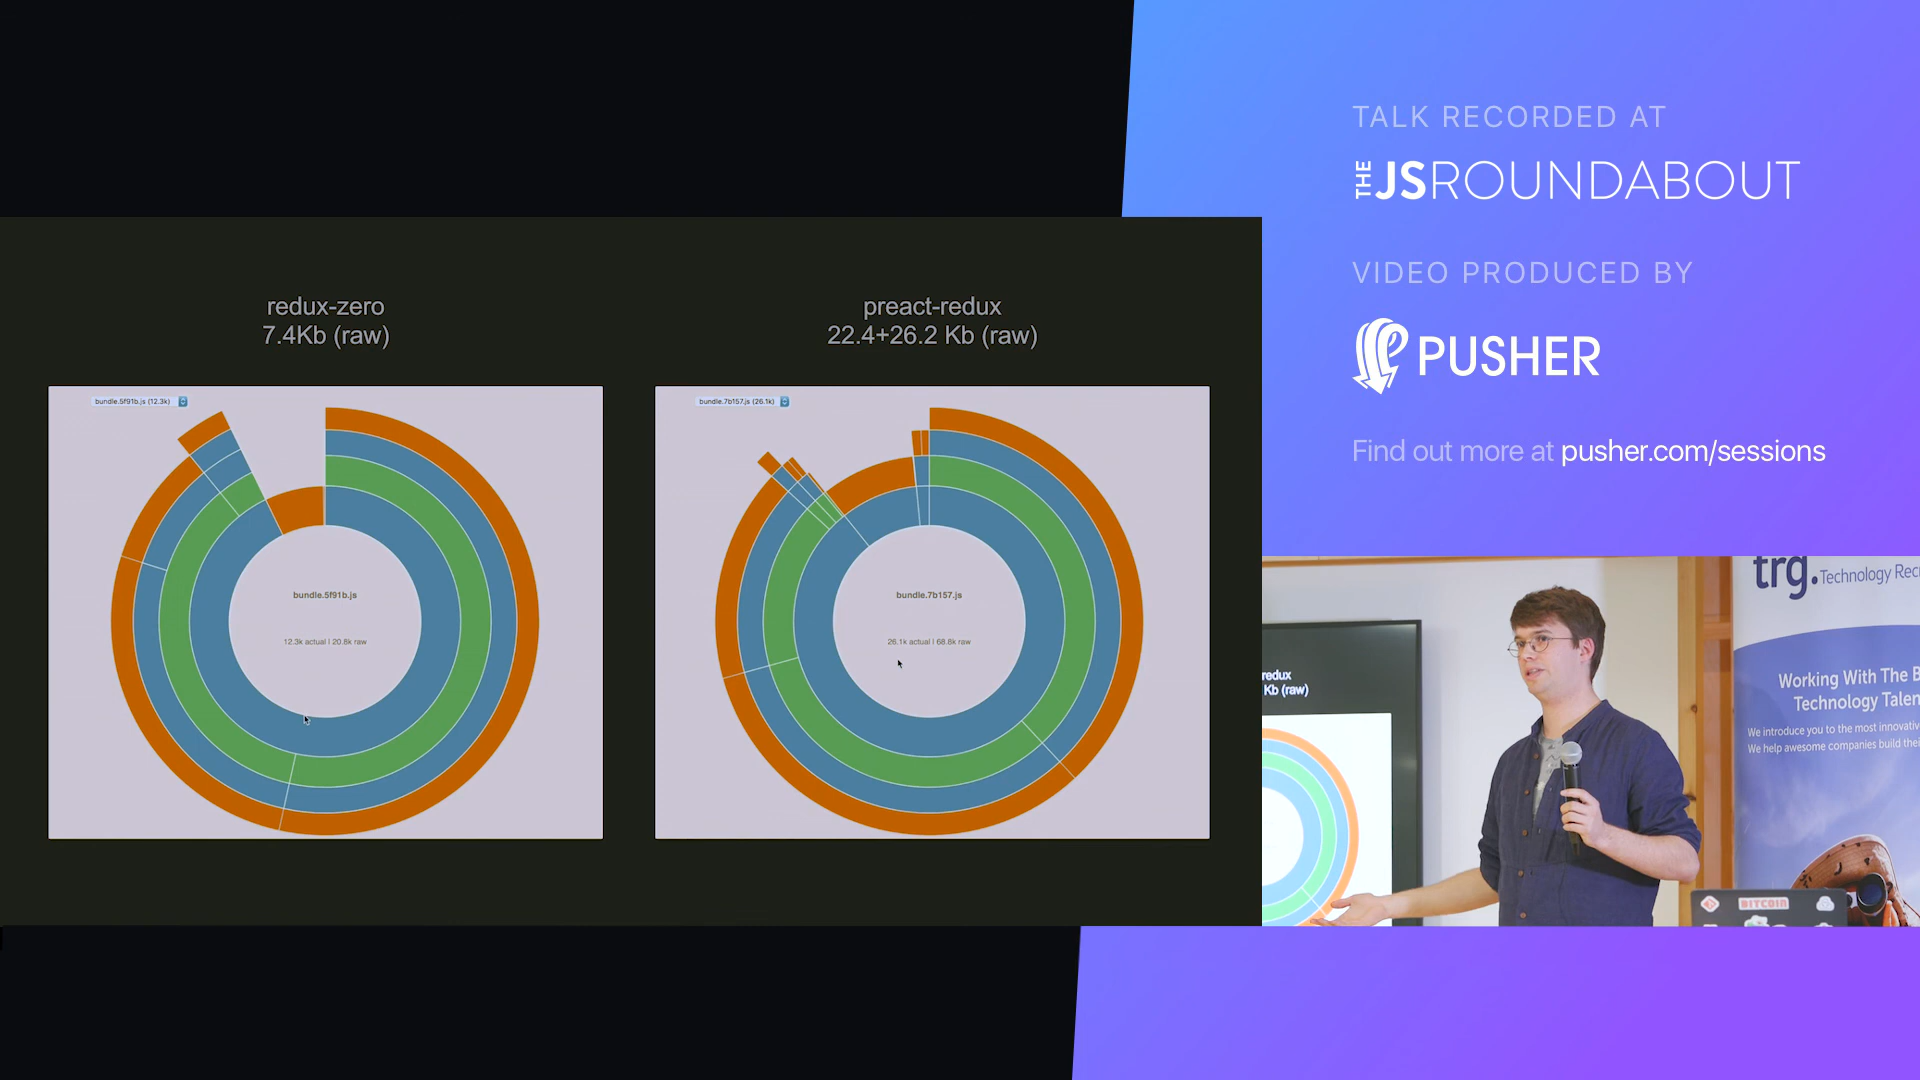 TALK RECORDED AT
THE JSROUNDABOUT
VIDEO PRODUCED BY
PUSHER
Find out more at pusher.com/sessions
redux-zero
7.4Kb (raw)
preact-redux
22.4+26.2 Kb (raw)
bundle.5f91b.js (12.3k)
bundle.5f91b.js
12.3k actual | 20.8k raw
bundle.7b157.js (26.1k)
bundle.7b157.js
26.1k actual | 68.8k raw
redux
Kb (raw)
trg. Technology Rec
Working With The B
Technology Talen
We introduce you to the most innovativ
We help awesome companies build thei
BITCOIN